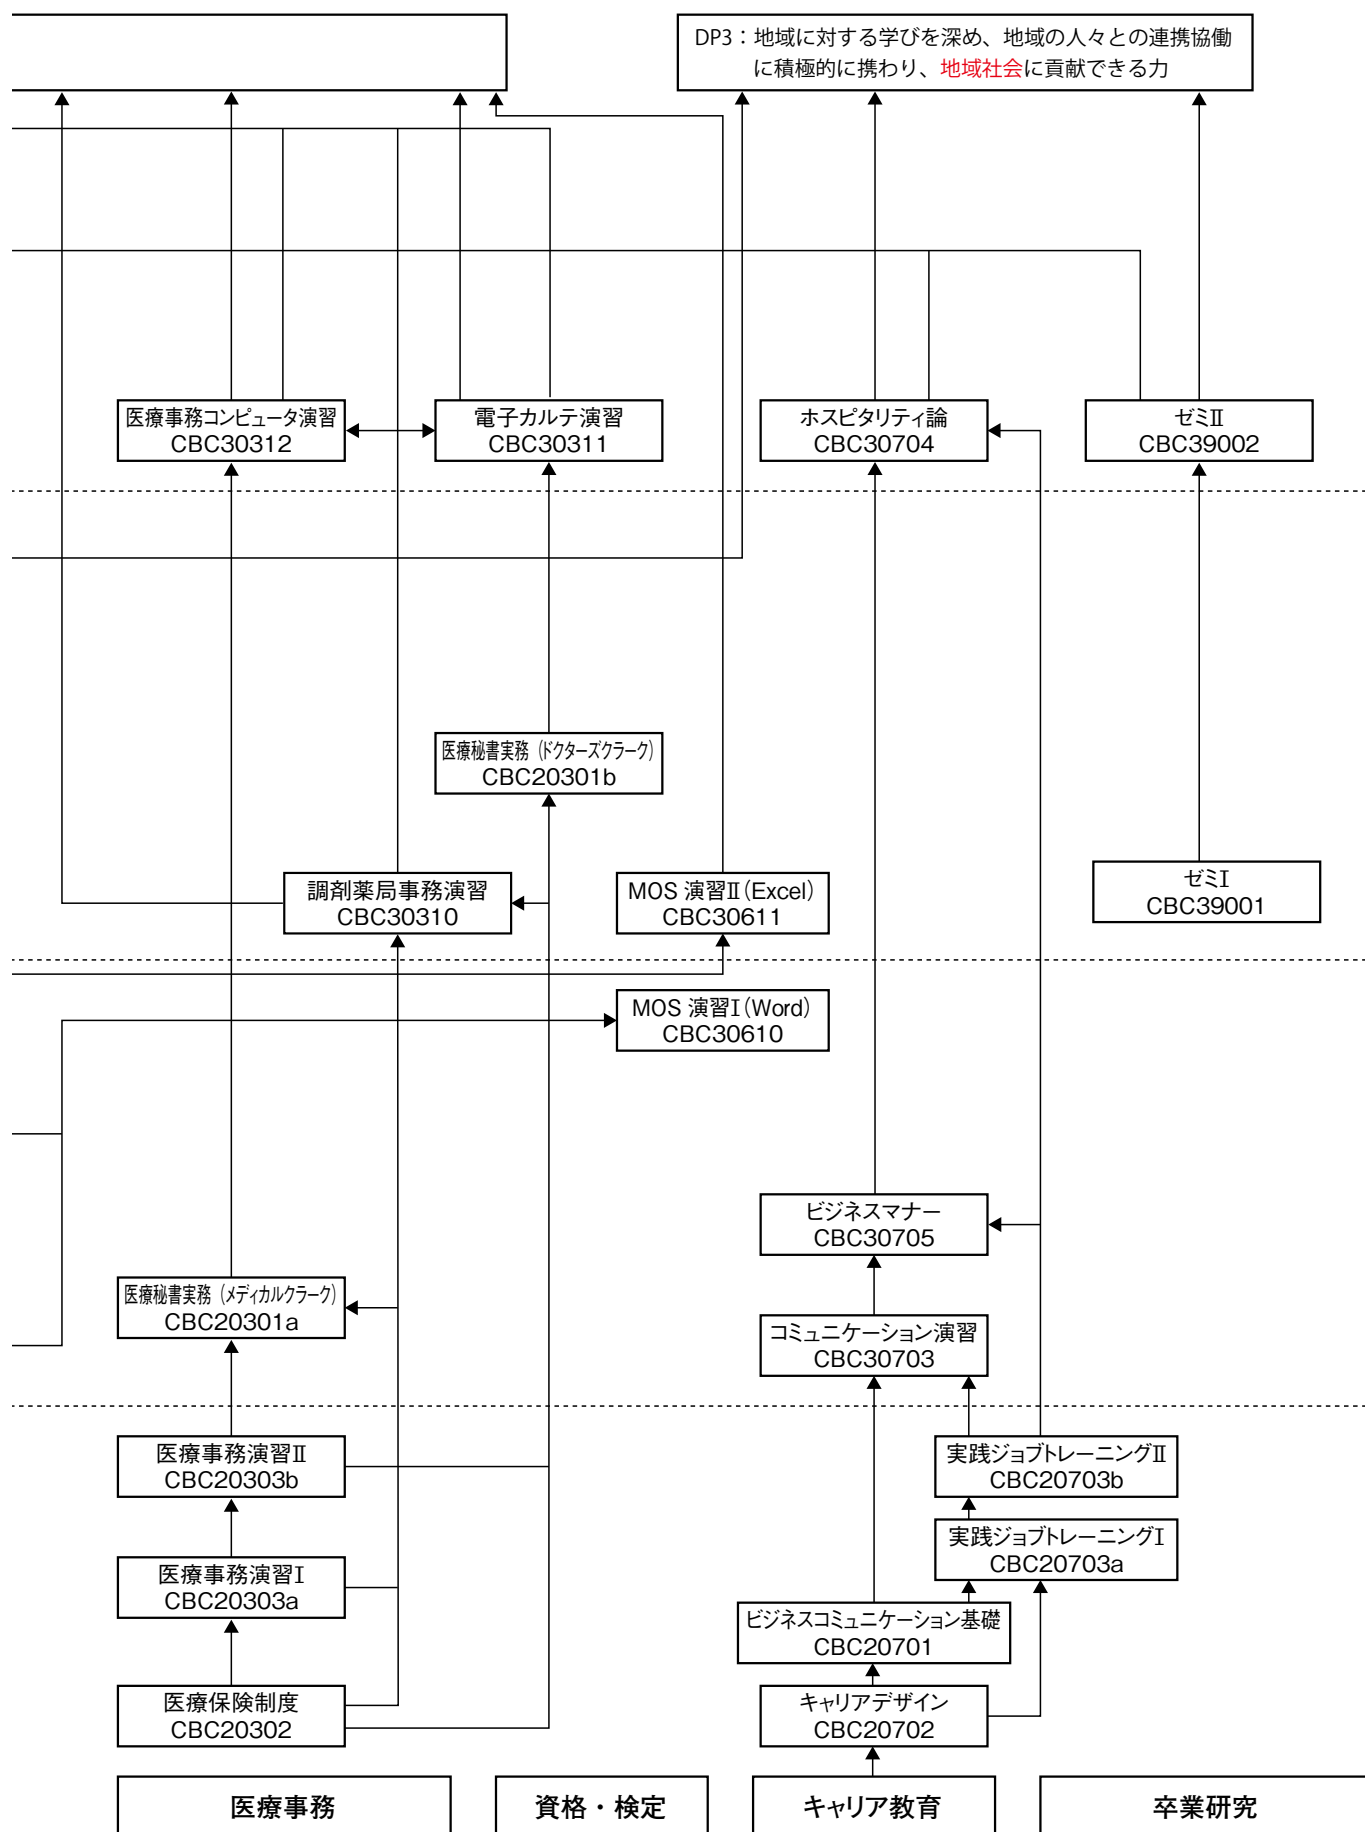 DP3：地域に対する学びを深め、地域の人々との連携協働
に積極的に携わり、地域社会に貢献できる力
医療事務コンピュータ演習
CBC30312
電子カルテ演習
CBC30311
ホスピタリティ論
CBC30704
ゼミⅡ
CBC39002
医療秘書実務（ドクターズクラーク）
CBC20301b
調剤薬局事務演習
CBC30310
MOS 演習Ⅱ（Excel）
CBC30611
ゼミⅠ
CBC39001
MOS 演習Ⅰ（Word）
CBC30610
ビジネスマナー
CBC30705
医療秘書実務（メディカルクラーク）
CBC20301a
コミュニケーション演習
CBC30703
医療事務演習Ⅱ
CBC20303b
実践ジョブトレーニングⅡ
CBC20703b
実践ジョブトレーニングⅠ
CBC20703a
医療事務演習Ⅰ
CBC20303a
ビジネスコミュニケーション基礎
CBC20701
医療保険制度
CBC20302
キャリアデザイン
CBC20702
医療事務
資格・検定
キャリア教育
卒業研究